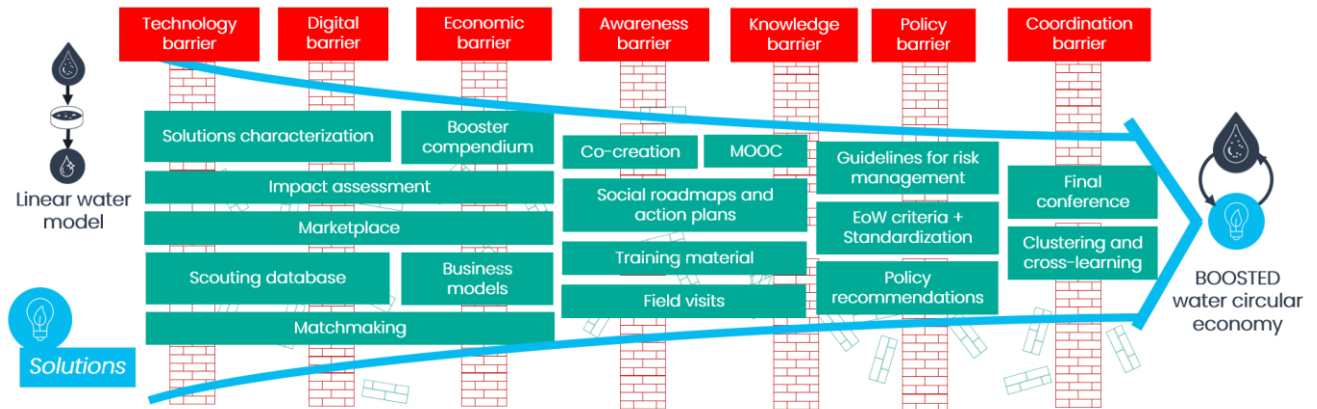 Technology
barrier
Digital
barrier
Economic
barrier
Awareness
barrier
Knowledge
barrier
Policy
barrier
Coordination
barrier
Linear water
model
Solutions characterization
Booster
compendium
Impact assessment
Marketplace
Scouting database
Business
models
Matchmaking
Co-creation
MOOC
Social roadmaps and
action plans
Training material
Field visits
Guidelines for risk
management
EoW criteria +
Standardization
Policy
recommendations
Final
conference
Clustering and
cross-learning
BOOSTED
water circular
economy
Solutions